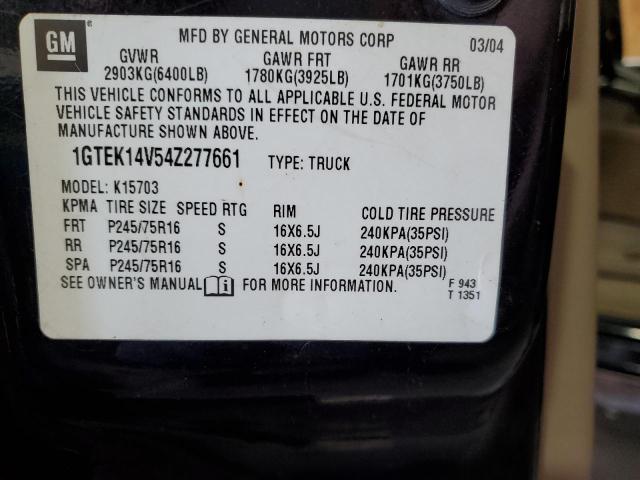 GM
MFD BY GENERAL MOTORS CORP 03/04
GVWR GAWR FRT GAWR RR
2903KG(6400LB) 1780KG(3925LB) 1701KG(3750LB)
THIS VEHICLE CONFORMS TO ALL APPLICABLE U.S. FEDERAL MOTOR
VEHICLE SAFETY STANDARDS IN EFFECT ON THE DATE OF
MANUFACTURE SHOWN ABOVE.
1GTEK14V54Z277661 TYPE: TRUCK
MODEL: K15703
KPMA TIRE SIZE SPEED RTG RIM COLD TIRE PRESSURE
FRT P245/75R16 S 16X6.5J 240KPA(35PSI)
RR P245/75R16 S 16X6.5J 240KPA(35PSI)
SPA P245/75R16 S 16X6.5J 240KPA(35PSI)
SEE OWNER'S MANUAL i FOR MORE INFORMATION. F 943
T 1351